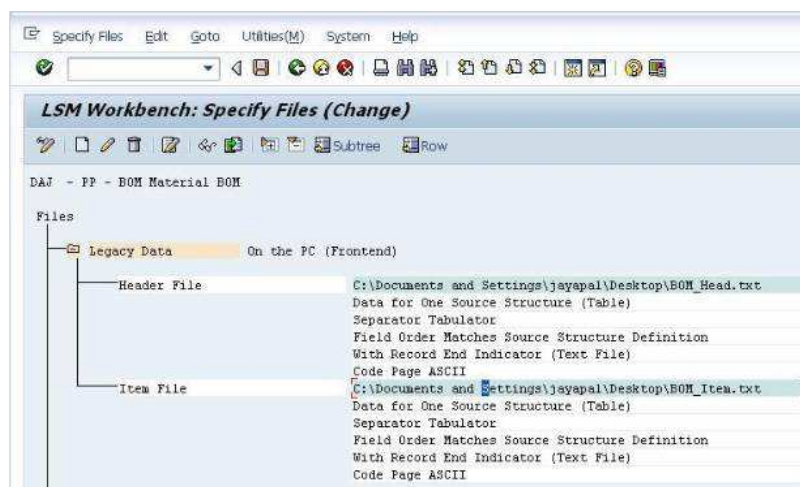 Specify Files Edit Goto Utilities(M) System Help
LSM Workbench: Specify Files (Change)
Subtree Row
DAJ - PP - BOM Material BOM
Files
Legacy Data On the PC (Frontend)
Header File C:\Documents and Settings\jayapal\Desktop\BOM_Head.txt
Data for One Source Structure (Table)
Separator Tabulator
Field Order Matches Source Structure Definition
With Record End Indicator (Text File)
Code Page ASCII
Item File C:\Documents and Settings\jayapal\Desktop\BOM_Item.txt
Data for One Source Structure (Table)
Separator Tabulator
Field Order Matches Source Structure Definition
With Record End Indicator (Text File)
Code Page ASCII